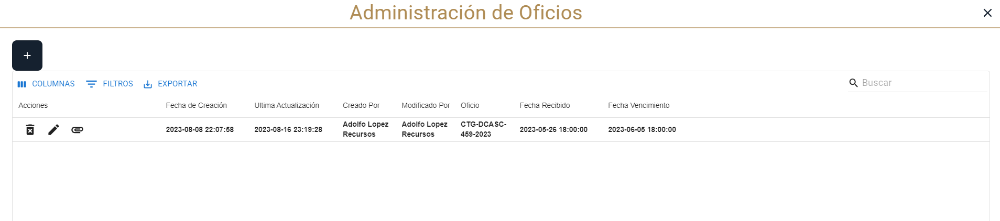 Administración de Oficios
COLUMNAS FILTROS EXPORTAR Buscar
Acciones Fecha de Creación Ultima Actualización Creado Por Modificado Por Oficio Fecha Recibido Fecha Vencimiento
2023-08-08 22:07:58 2023-08-16 23:19:28 Adolfo Lopez Recursos Adolfo Lopez Recursos CTG-DCASC-459-2023 2023-05-26 18:00:00 2023-06-05 18:00:00